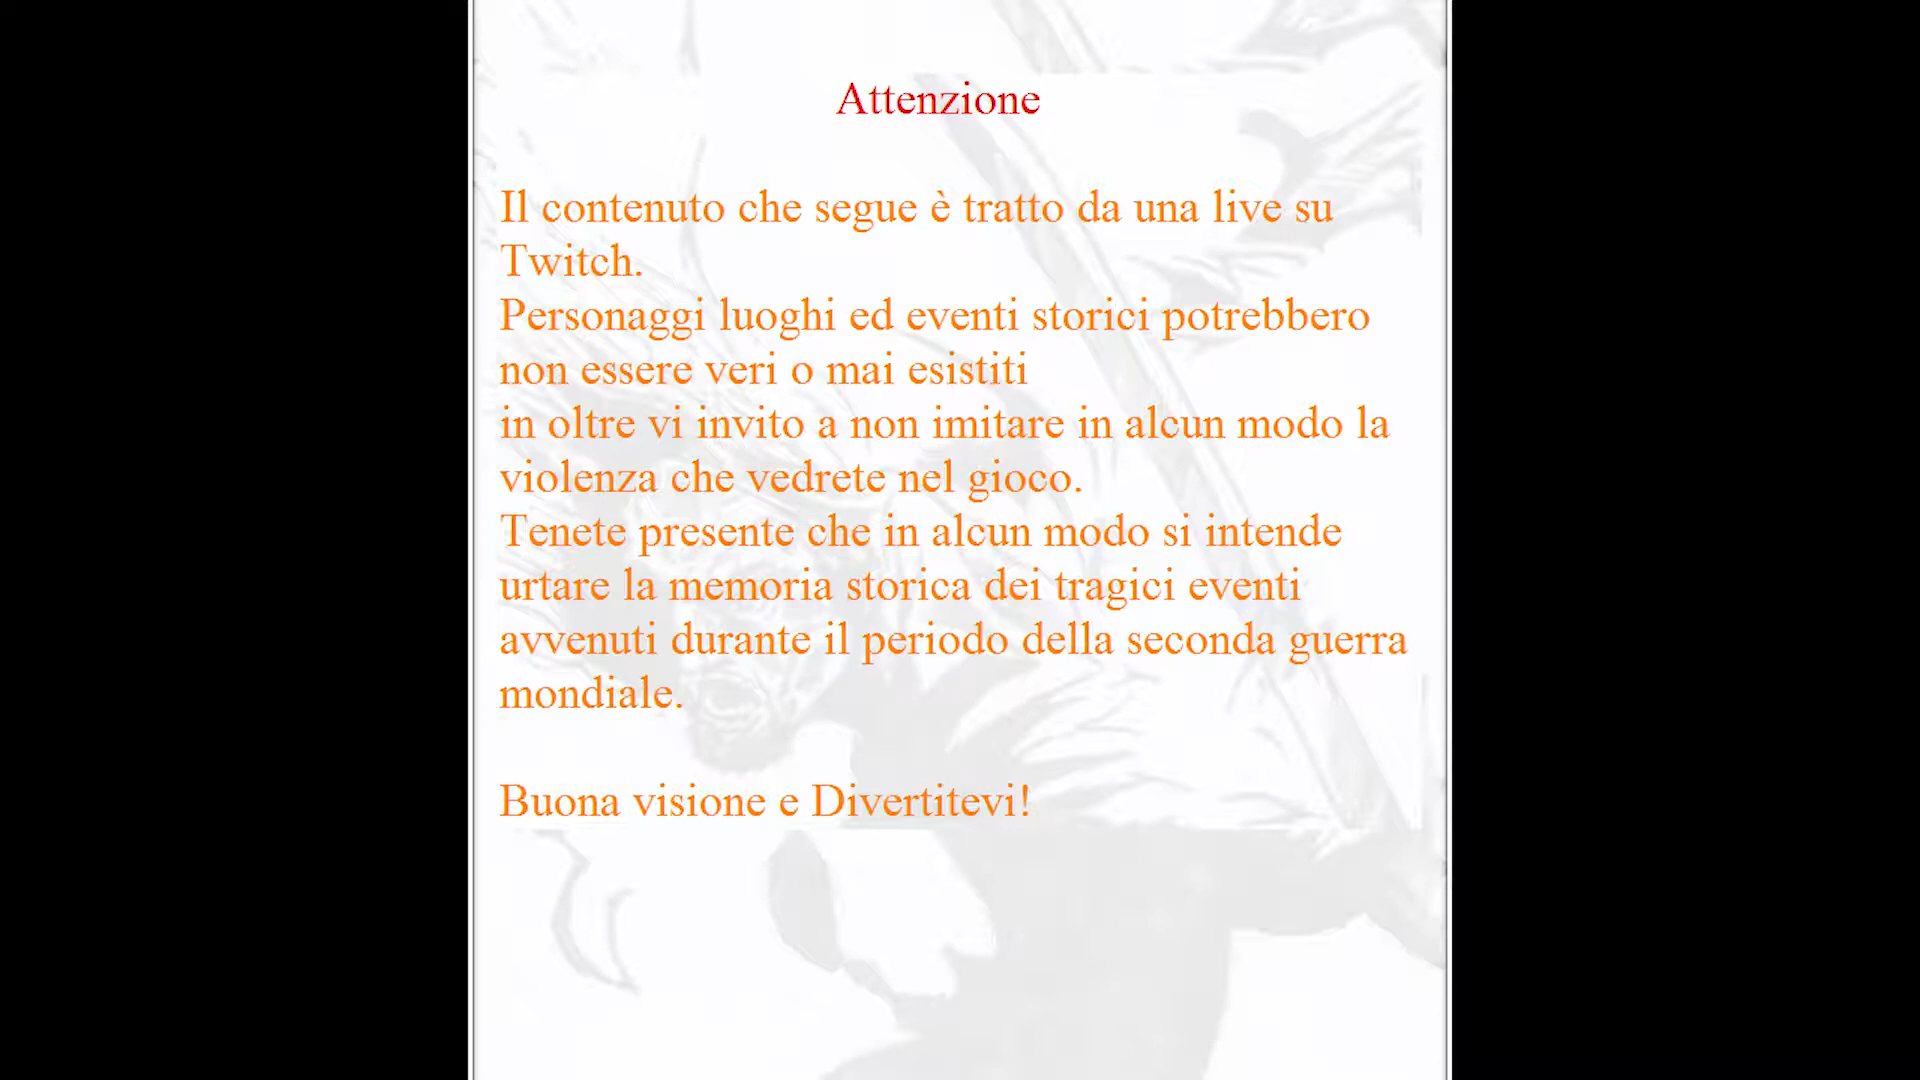 Attenzione
Il contenuto che segue è tratto da una live su
Twitch.
Personaggi luoghi ed eventi storici potrebbero
non essere veri o mai esistiti
in oltre vi invito a non imitare in alcun modo la
violenza che vedrete nel gioco.
Tenete presente che in alcun modo si intende
urtare la memoria storica dei tragici eventi
avvenuti durante il periodo della seconda guerra
mondiale.
Buona visione e Divertitevi!